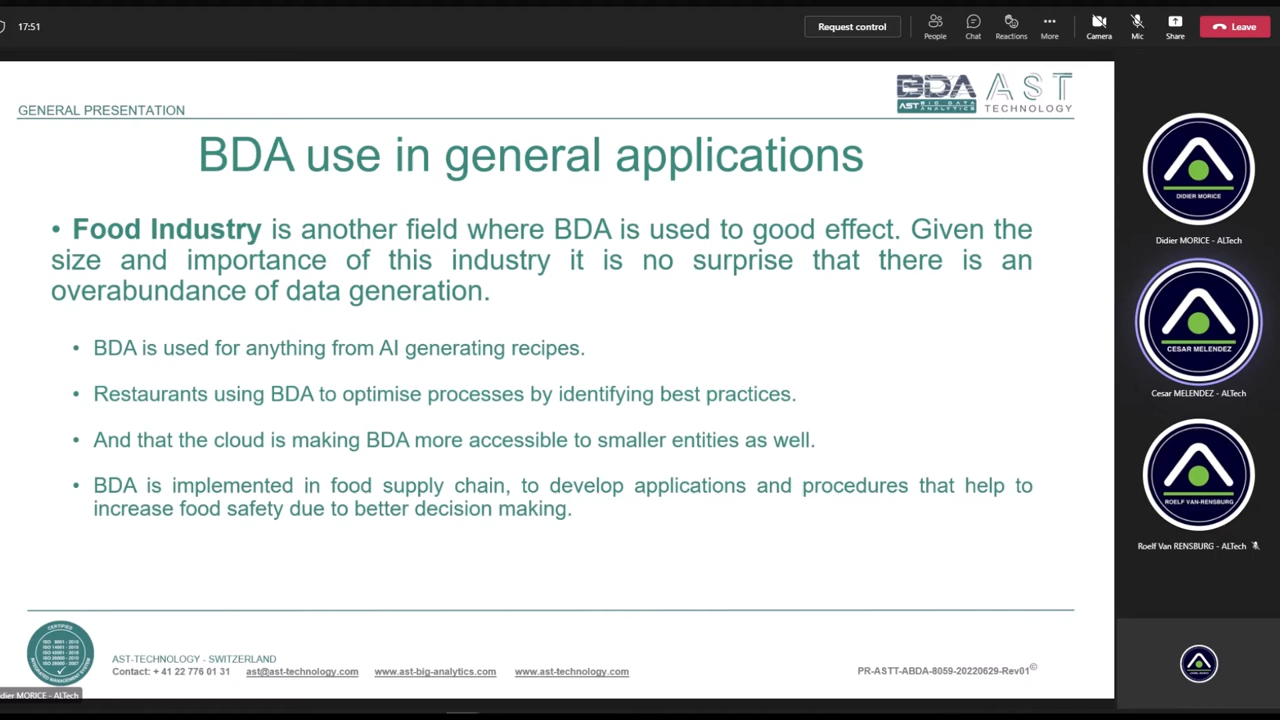 17:51
Request control
People
Chat
Reactions
More
Camera
Mic
Share
Leave
GENERAL PRESENTATION
BDA
AST BIG DATA
ANALYTICS
AST
TECHNOLOGY
BDA use in general applications
• Food Industry is another field where BDA is used to good effect. Given the
size and importance of this industry it is no surprise that there is an
overabundance of data generation.
• BDA is used for anything from AI generating recipes.
• Restaurants using BDA to optimise processes by identifying best practices.
• And that the cloud is making BDA more accessible to smaller entities as well.
• BDA is implemented in food supply chain, to develop applications and procedures that help to
increase food safety due to better decision making.
DIDIER MORICE
Didier MORICE - ALTech
CESAR MELENDEZ
Cesar MELENDEZ - ALTech
ROELF VAN-RENSBURG
Roelf Van RENSBURG - ALTech
CERTIFIED
AST-TECHNOLOGY - SWITZERLAND
Contact: + 41 22 776 01 31 ast@ast-technology.com www.ast-big-analytics.com www.ast-technology.com
PR-ASTT-ABDA-8059-20220629-Rev01©
dier MORICE - ALTech